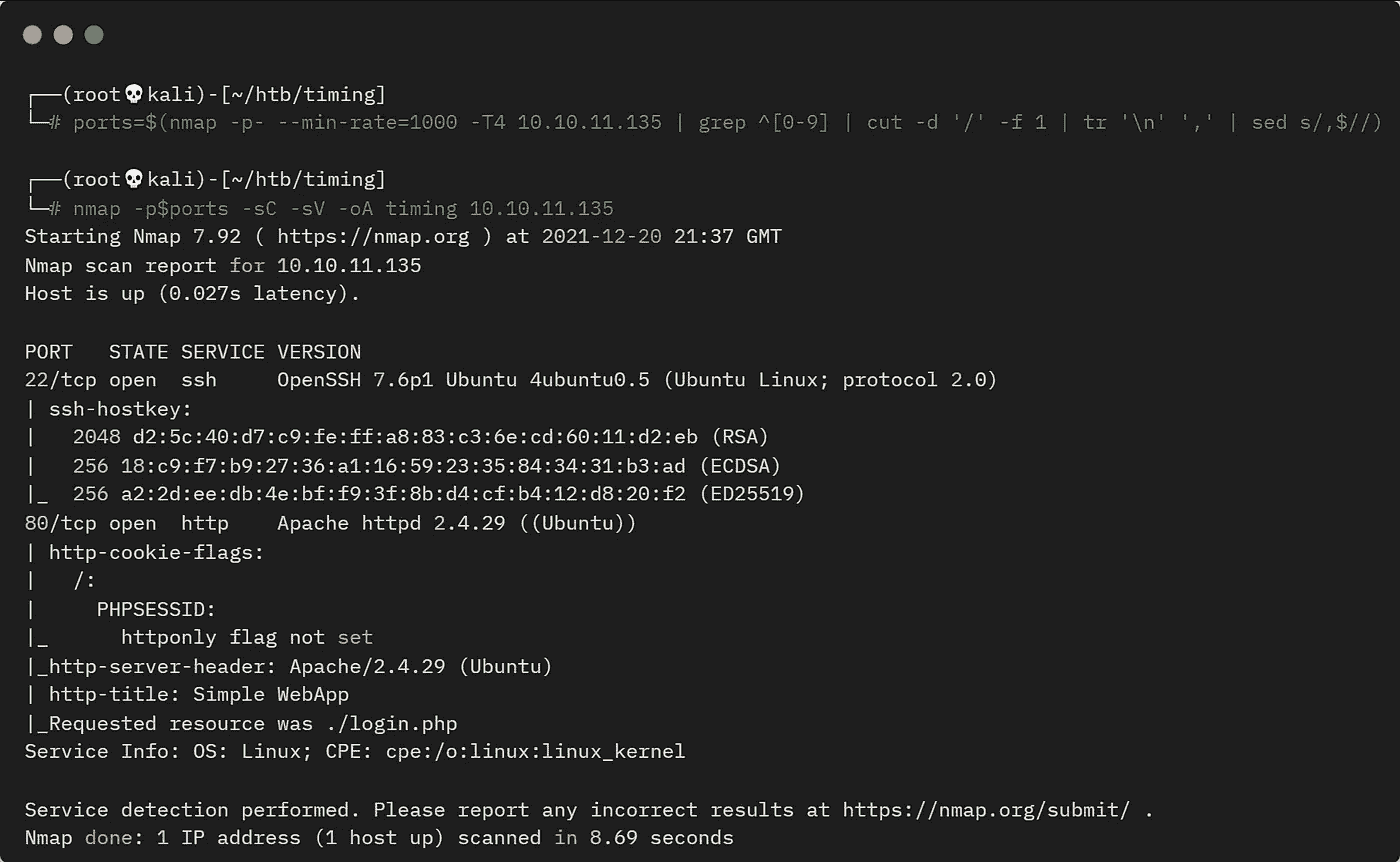 ┌──(root💀kali)-[~/htb/timing]
└─# ports=$(nmap -p- --min-rate=1000 -T4 10.10.11.135 | grep ^[0-9] | cut -d '/' -f 1 | tr '\n' ',' | sed s/,$//)
┌──(root💀kali)-[~/htb/timing]
└─# nmap -p$ports -sC -sV -oA timing 10.10.11.135
Starting Nmap 7.92 ( https://nmap.org ) at 2021-12-20 21:37 GMT
Nmap scan report for 10.10.11.135
Host is up (0.027s latency).
PORT   STATE SERVICE VERSION
22/tcp open  ssh     OpenSSH 7.6p1 Ubuntu 4ubuntu0.5 (Ubuntu Linux; protocol 2.0)
| ssh-hostkey:
|   2048 d2:5c:40:d7:c9:fe:ff:a8:83:c3:6e:cd:60:11:d2:eb (RSA)
|   256 18:c9:f7:b9:27:36:a1:16:59:23:35:84:34:31:b3:ad (ECDSA)
|_  256 a2:2d:ee:db:4e:bf:f9:3f:8b:d4:cf:b4:12:d8:20:f2 (ED25519)
80/tcp open  http    Apache httpd 2.4.29 ((Ubuntu))
| http-cookie-flags:
|   /:
|     PHPSESSID:
|_      httponly flag not set
|_http-server-header: Apache/2.4.29 (Ubuntu)
| http-title: Simple WebApp
|_Requested resource was ./login.php
Service Info: OS: Linux; CPE: cpe:/o:linux:linux_kernel
Service detection performed. Please report any incorrect results at https://nmap.org/submit/ .
Nmap done: 1 IP address (1 host up) scanned in 8.69 seconds